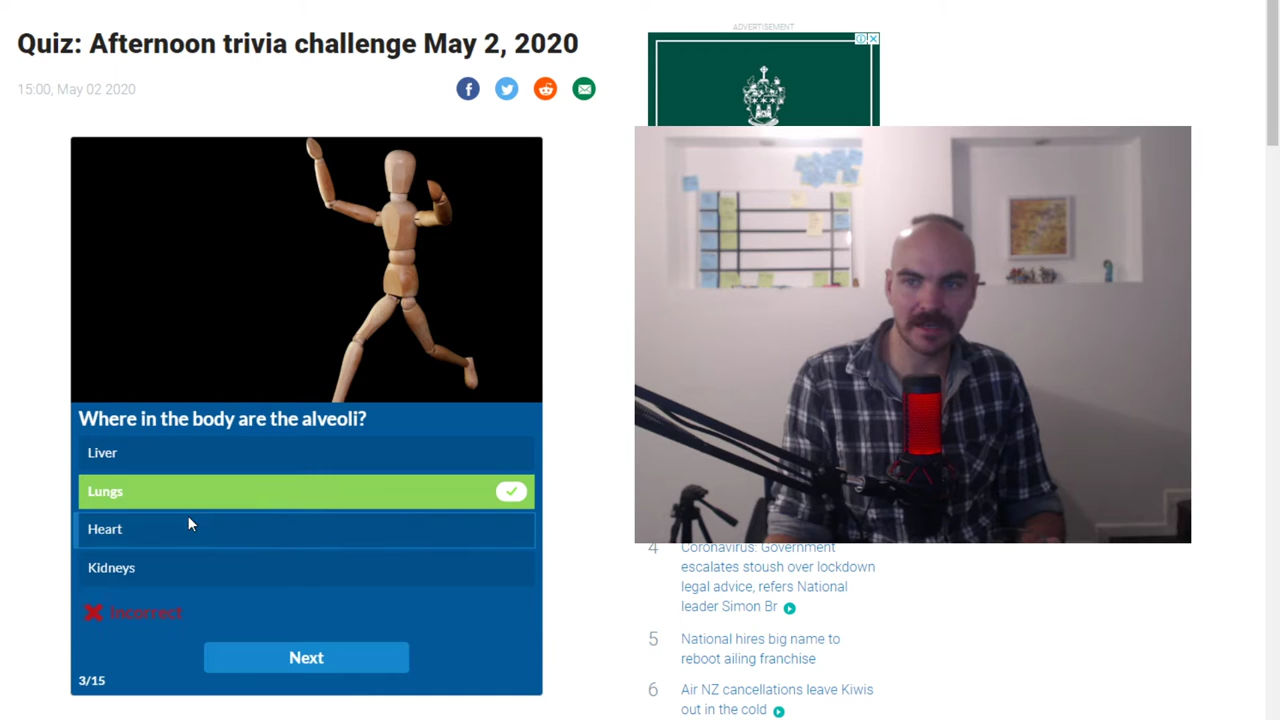 Quiz: Afternoon trivia challenge May 2, 2020
15:00, May 02 2020
ADVERTISEMENT
Where in the body are the alveoli?
Liver
Lungs
Heart
Kidneys
Incorrect
Next
3/15
4 Coronavirus: Government
escalates stoush over lockdown
legal advice, refers National
leader Simon Br
5 National hires big name to
reboot ailing franchise
6 Air NZ cancellations leave Kiwis
out in the cold